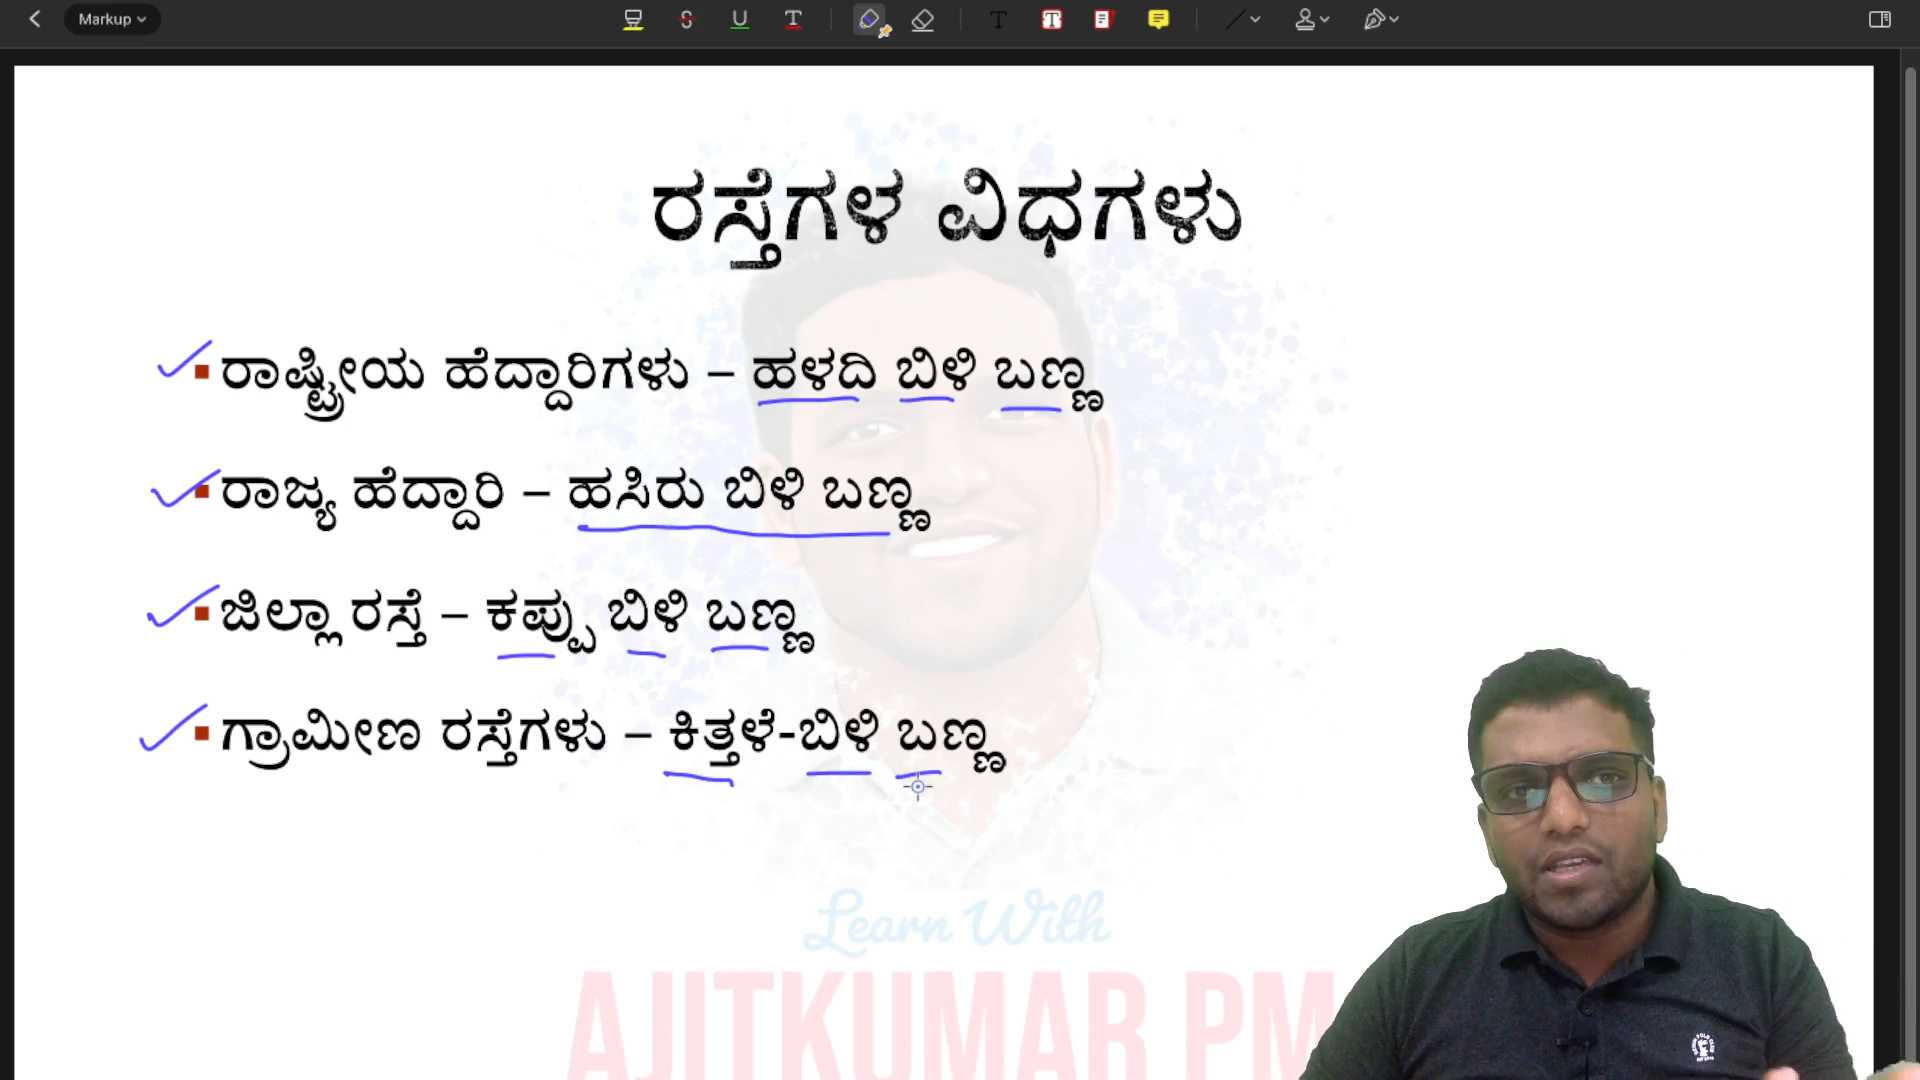 Markup
ರಸ್ತೆಗಳ ವಿಧಗಳು
ರಾಷ್ಟ್ರೀಯ ಹೆದ್ದಾರಿಗಳು – ಹಳದಿ ಬಿಳಿ ಬಣ್ಣ
ರಾಜ್ಯ ಹೆದ್ದಾರಿ – ಹಸಿರು ಬಿಳಿ ಬಣ್ಣ
ಜಿಲ್ಲಾ ರಸ್ತೆ – ಕಪ್ಪು ಬಿಳಿ ಬಣ್ಣ
ಗ್ರಾಮೀಣ ರಸ್ತೆಗಳು – ಕಿತ್ತಳೆ-ಬಿಳಿ ಬಣ್ಣ
Learn With
AJITKUMAR PM